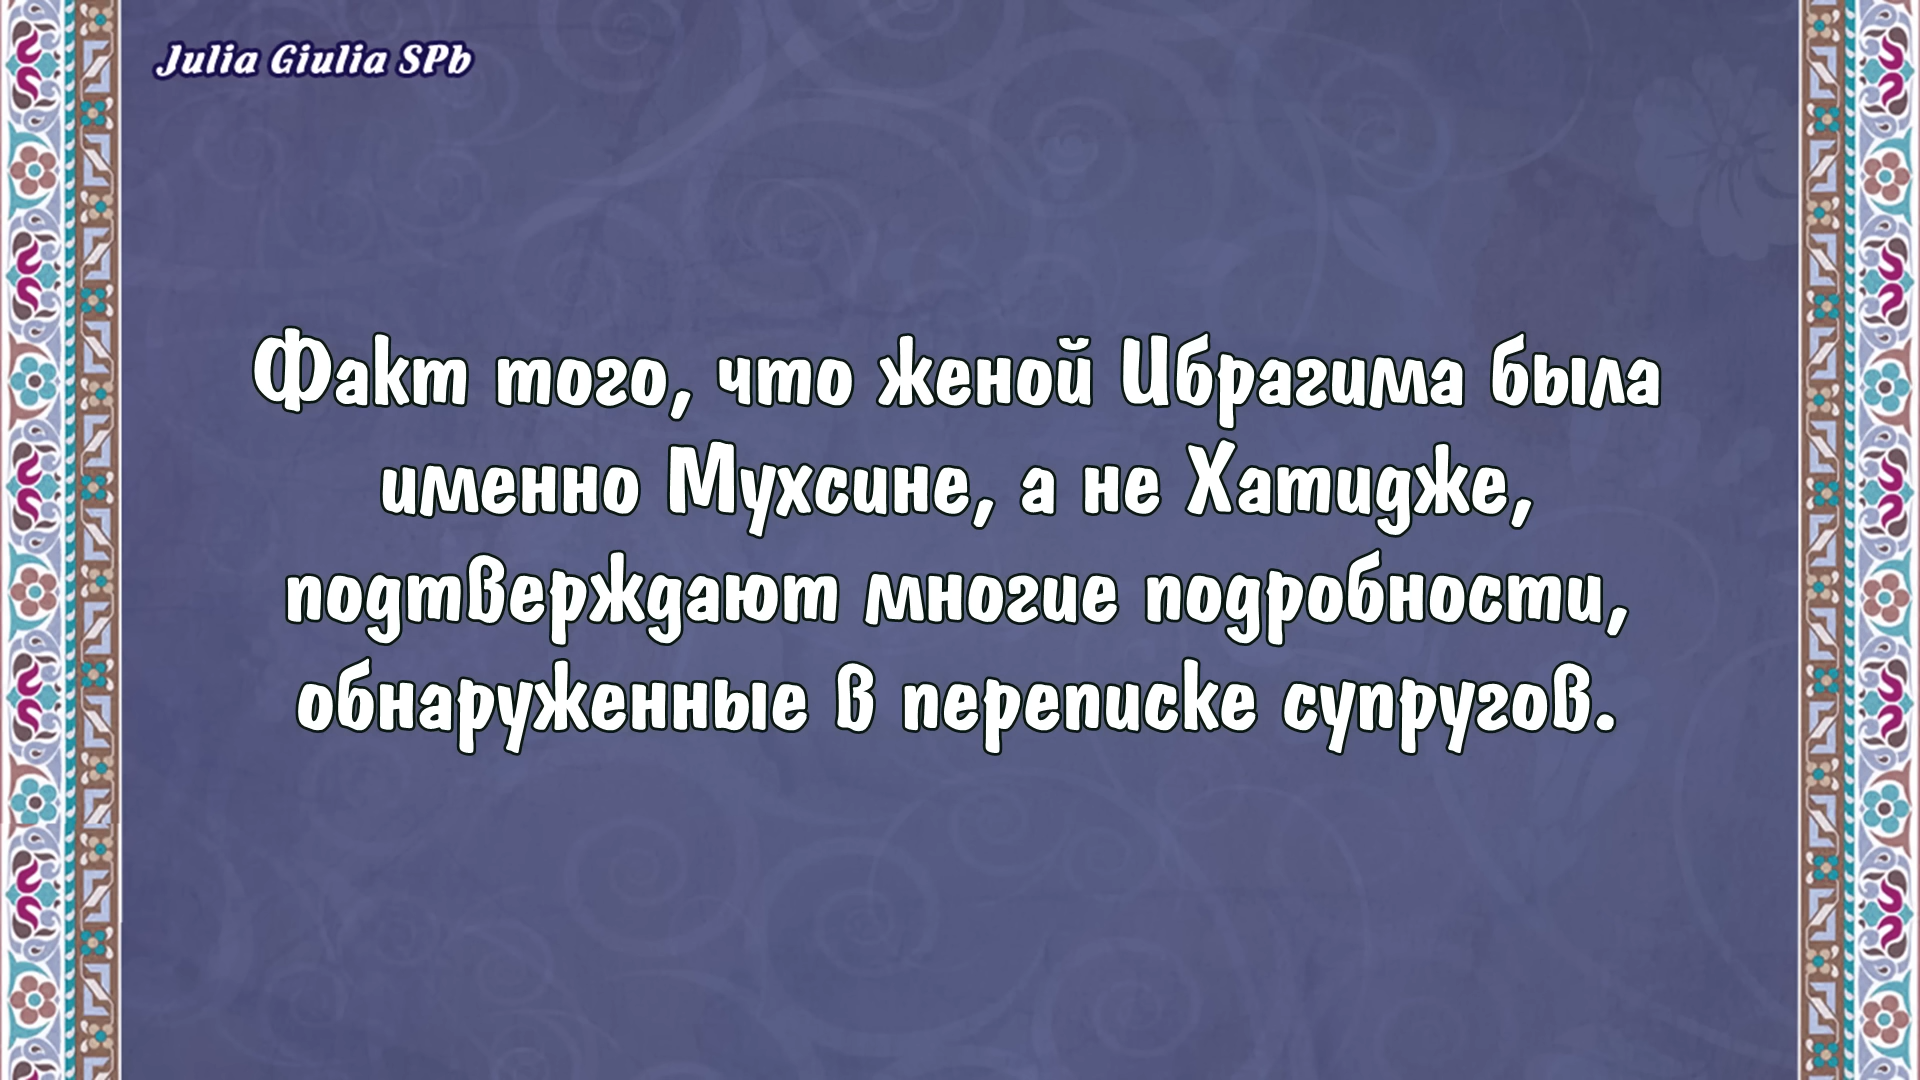 Julia Giulia SPb
Факт того, что женой Ибрагима была
именно Мухсине, а не Хатидже,
подтверждают многие подробности,
обнаруженные в переписке супругов.